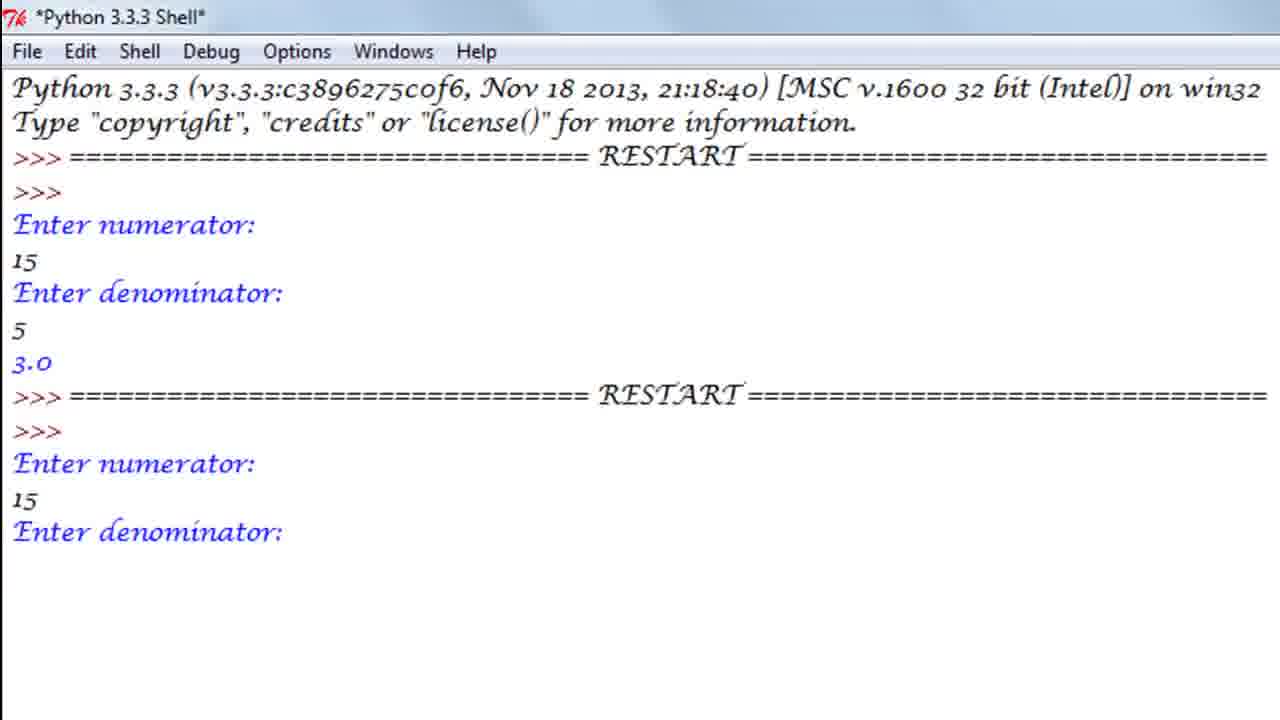 *Python 3.3.3 Shell*
File Edit Shell Debug Options Windows Help
Python 3.3.3 (v3.3.3:c3896275c0f6, Nov 18 2013, 21:18:40) [MSC v.1600 32 bit (Intel)] on win32
Type "copyright", "credits" or "license()" for more information.
>>> ================================ RESTART ================================
>>>
Enter numerator:
15
Enter denominator:
5
3.0
>>> ================================ RESTART ================================
>>>
Enter numerator:
15
Enter denominator: